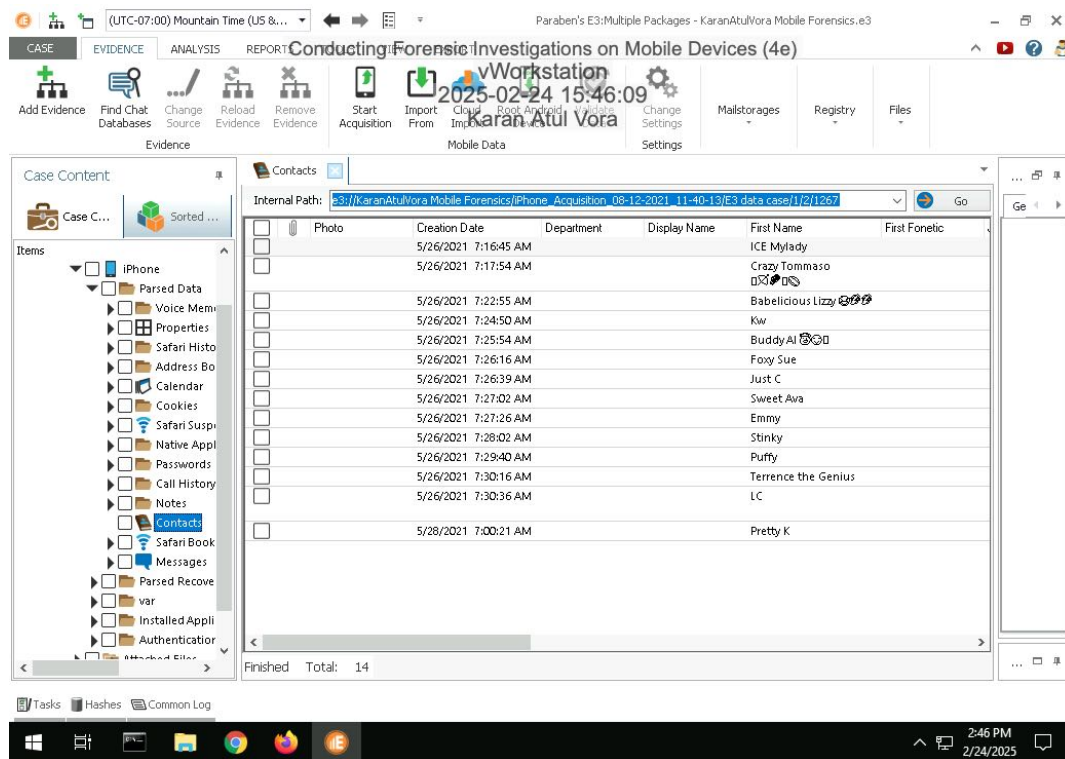 (UTC-07:00) Mountain Time (US &...
Paraben's E3:Multiple Packages - KaranAtulVora Mobile Forensics.e3
CASE EVIDENCE ANALYSIS REPORT
Conducting Forensic Investigations on Mobile Devices (4e)
vWorkstation
2025-02-24 15:46:09
Karan Atul Vora
Add Evidence
Find Chat Databases
Change Source
Reload Evidence
Remove Evidence
Start Acquisition
Import From
Cloud Import
Root Android Device
Validate
Change Settings
Mailstorages
Registry
Files
Evidence
Mobile Data
Settings
Case Content
Case C...
Sorted ...
Items
iPhone
Parsed Data
Voice Mem
Properties
Safari Histo
Address Bo
Calendar
Cookies
Safari Susp
Native Appl
Passwords
Call History
Notes
Contacts
Safari Book
Messages
Parsed Recove
var
Installed Appli
Authentication
Attached Files
Contacts
Internal Path: e3://KaranAtulVora Mobile Forensics/iPhone_Acquisition_08-12-2021_11-40-13/E3 data case/1/2/1267
Go
Ge
Photo Creation Date Department Display Name First Name First Fonetic
5/26/2021 7:16:45 AM ICE Mylady
5/26/2021 7:17:54 AM Crazy Tommaso
5/26/2021 7:22:55 AM Babelicious Lizzy
5/26/2021 7:24:50 AM Kw
5/26/2021 7:25:54 AM Buddy Al
5/26/2021 7:26:16 AM Foxy Sue
5/26/2021 7:26:39 AM Just C
5/26/2021 7:27:02 AM Sweet Ava
5/26/2021 7:27:26 AM Emmy
5/26/2021 7:28:02 AM Stinky
5/26/2021 7:29:40 AM Puffy
5/26/2021 7:30:16 AM Terrence the Genius
5/26/2021 7:30:36 AM LC
5/28/2021 7:00:21 AM Pretty K
Finished Total: 14
Tasks Hashes Common Log
2:46 PM
2/24/2025